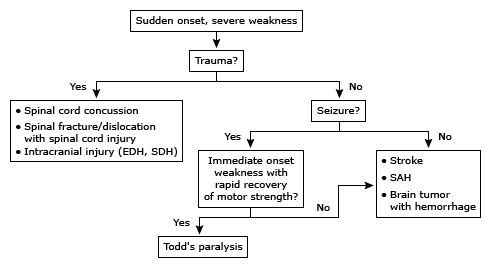 Sudden onset, severe weakness
Trauma?
Yes
No
• Spinal cord concussion
• Spinal fracture/dislocation
with spinal cord injury
• Intracranial injury (EDH, SDH)
Seizure?
Yes
No
Immediate onset
weakness with
rapid recovery
of motor strength?
• Stroke
• SAH
• Brain tumor
with hemorrhage
No
Yes
Todd's paralysis